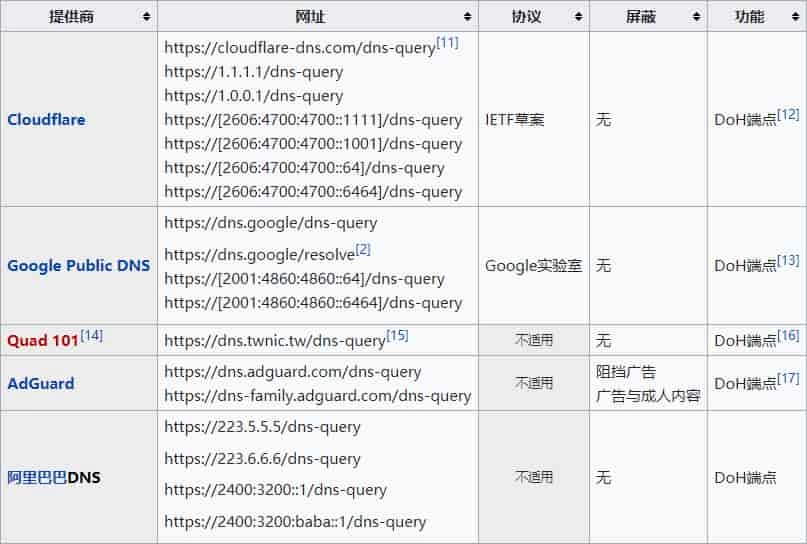 提供商 网址 协议 屏蔽 功能
Cloudflare
https://cloudflare-dns.com/dns-query[11]
https://1.1.1.1/dns-query
https://1.0.0.1/dns-query
https://[2606:4700:4700::1111]/dns-query
https://[2606:4700:4700::1001]/dns-query
https://[2606:4700:4700::64]/dns-query
https://[2606:4700:4700::6464]/dns-query
IETF草案
无
DoH端点[12]
Google Public DNS
https://dns.google/dns-query
https://dns.google/resolve[2]
https://[2001:4860:4860::64]/dns-query
https://[2001:4860:4860::6464]/dns-query
Google实验室
无
DoH端点[13]
Quad 101[14]
https://dns.twnic.tw/dns-query[15]
不适用
无
DoH端点[16]
AdGuard
https://dns.adguard.com/dns-query
https://dns-family.adguard.com/dns-query
不适用
阻挡广告
广告与成人内容
DoH端点[17]
阿里巴巴DNS
https://223.5.5.5/dns-query
https://223.6.6.6/dns-query
https://2400:3200::1/dns-query
https://2400:3200:baba::1/dns-query
不适用
无
DoH端点